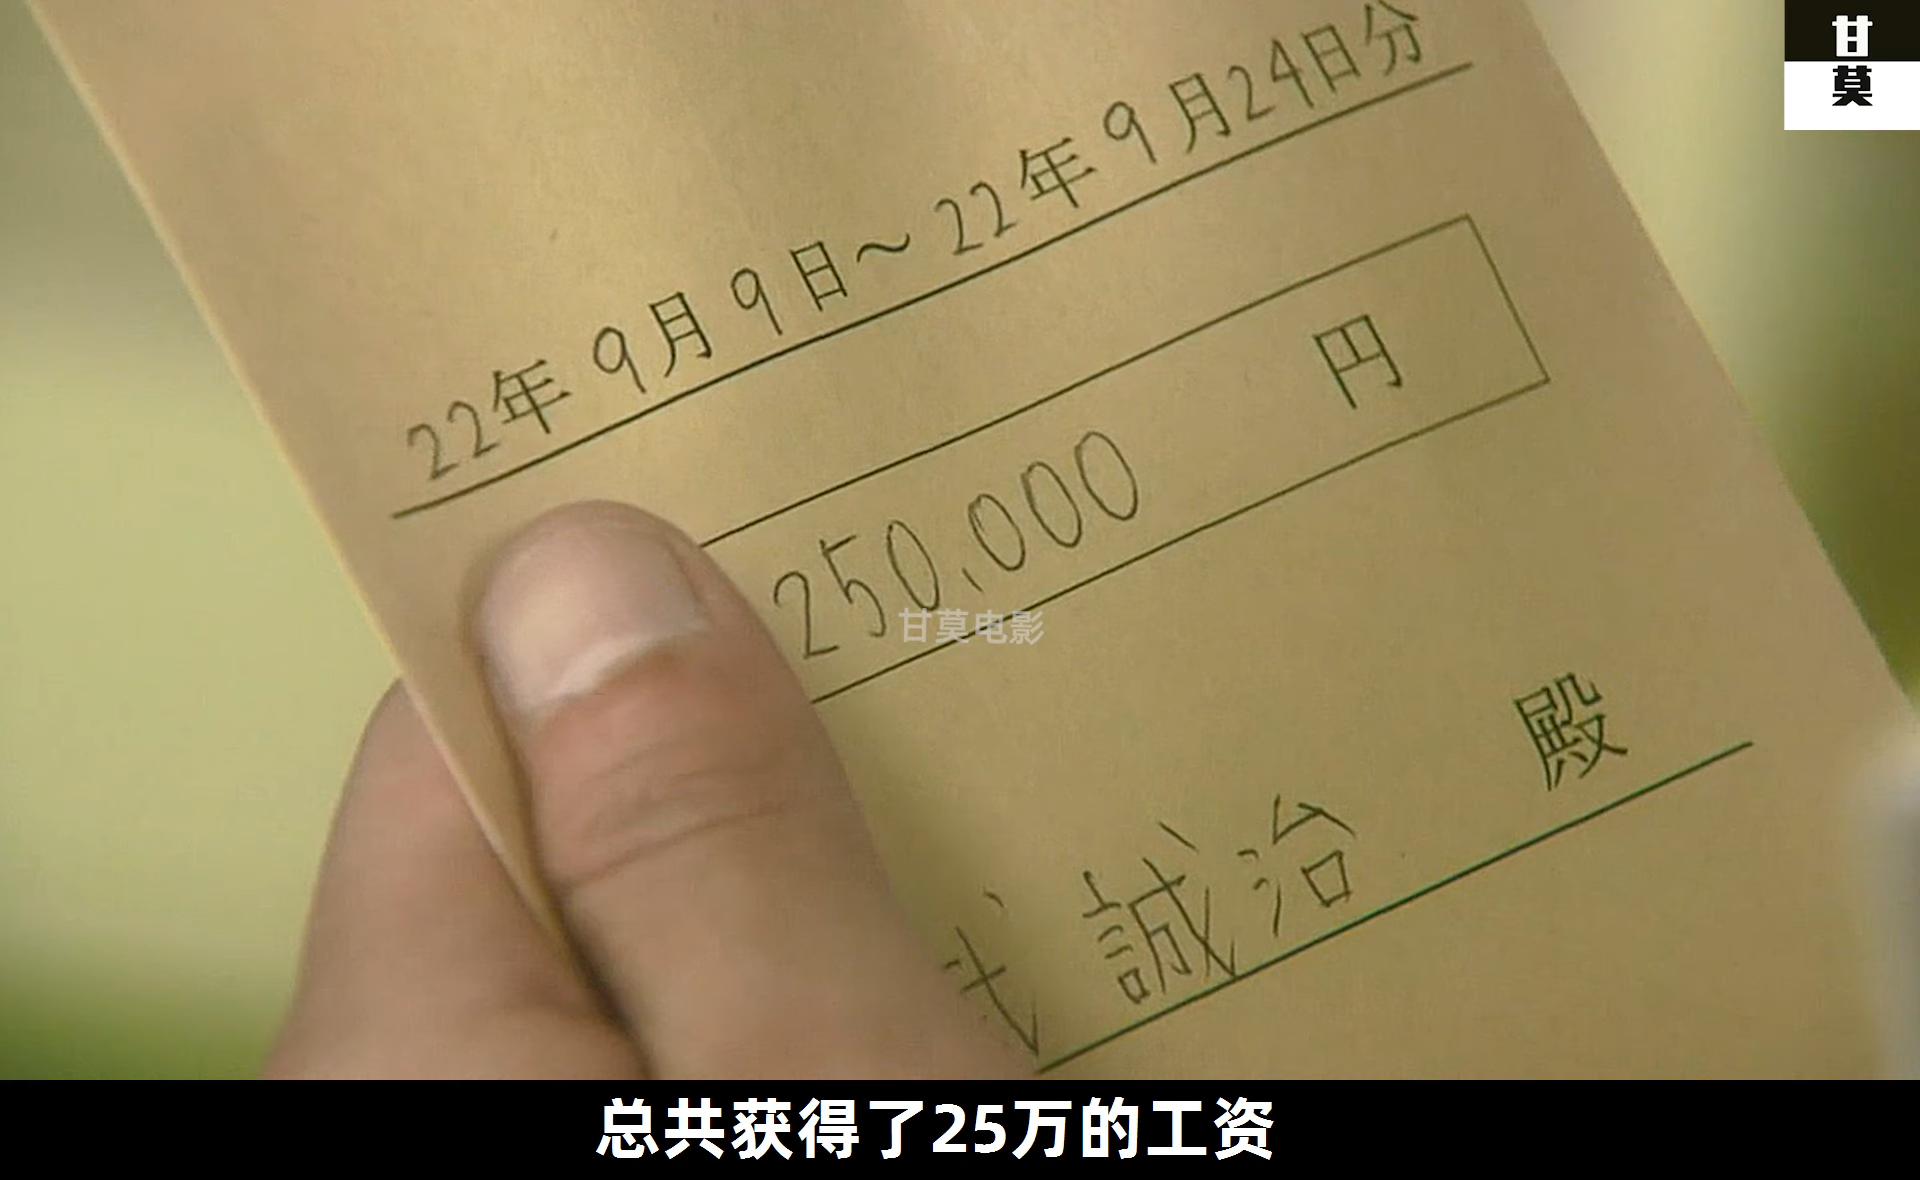 甘
莫
22年9月9日～22年9月24日分
250,000 円
甘莫电影
誠治 殿
总共获得了25万的工资